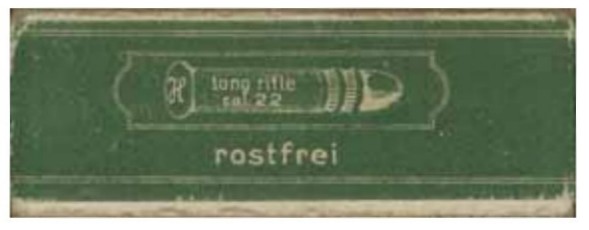 H
long rifle
cal. 22
rostfrei